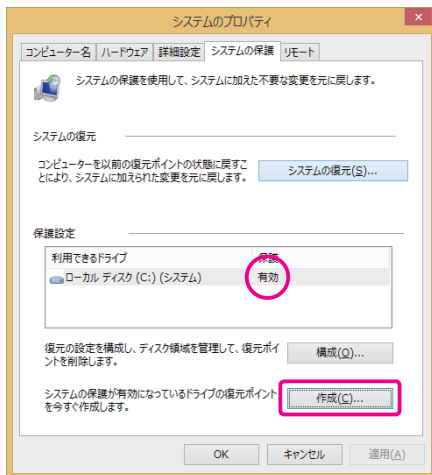 システムのプロパティ
コンピューター名 ハードウェア 詳細設定 システムの保護 リモート
システムの保護を使用して、システムに加えた不要な変更を元に戻します。
システムの復元
コンピューターを以前の復元ポイントの状態に戻すこ
とにより、システムに加えられた変更を元に戻します。
システムの復元(S)...
保護設定
利用できるドライブ 保護
ローカル ディスク (C:) (システム) 有効
復元の設定を構成し、ディスク領域を管理して、復元ポイ
ントを削除します。
構成(O)...
システムの保護が有効になっているドライブの復元ポイント
を今すぐ作成します。
作成(C)...
OK キャンセル 適用(A)